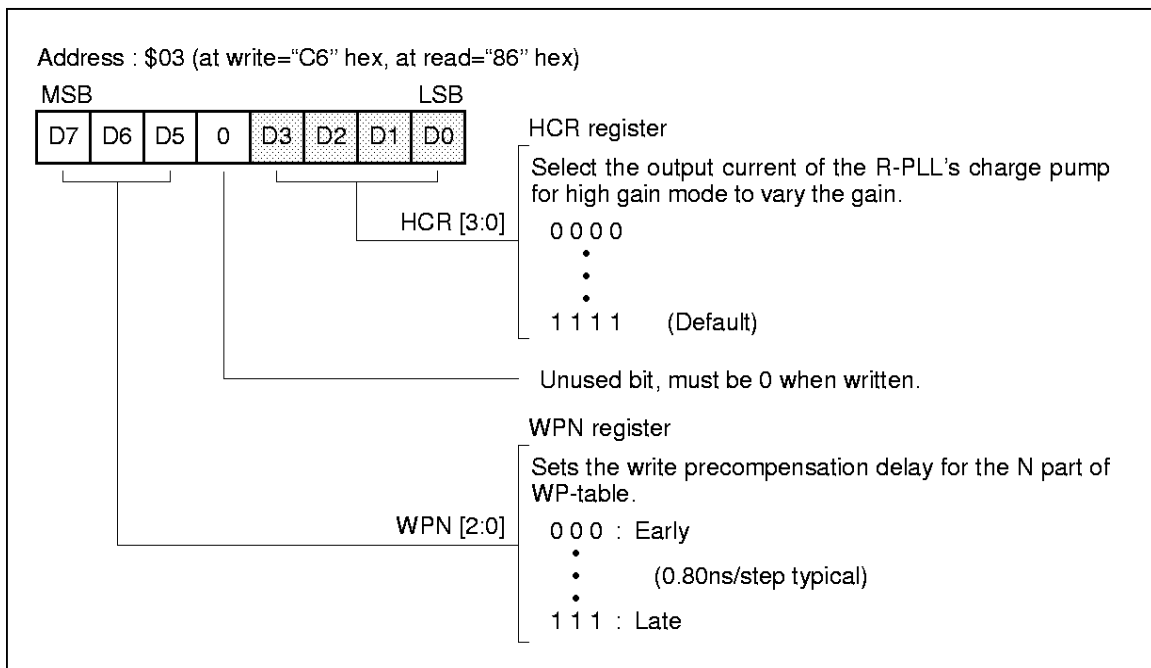 Address : $03 (at write=“C6” hex, at read=“86” hex)
MSB LSB
D7 D6 D5 0 D3 D2 D1 D0
HCR register
Select the output current of the R-PLL’s charge pump
for high gain mode to vary the gain.
HCR [3:0]
0 0 0 0
1 1 1 1 (Default)
Unused bit, must be 0 when written.
WPN register
Sets the write precompensation delay for the N part of
WP-table.
WPN [2:0]
0 0 0 : Early
(0.80ns/step typical)
1 1 1 : Late